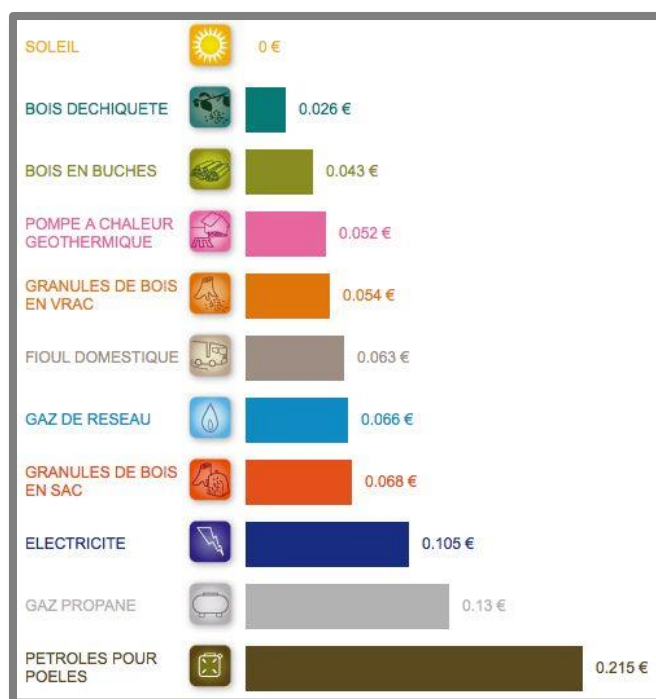 SOLEIL 0 €
BOIS DECHIQUETE 0.026 €
BOIS EN BUCHES 0.043 €
POMPE A CHALEUR
GEOTHERMIQUE 0.052 €
GRANULES DE BOIS
EN VRAC 0.054 €
FIOUL DOMESTIQUE 0.063 €
GAZ DE RESEAU 0.066 €
GRANULES DE BOIS
EN SAC 0.068 €
ELECTRICITE 0.105 €
GAZ PROPANE 0.13 €
PETROLES POUR
POELES 0.215 €